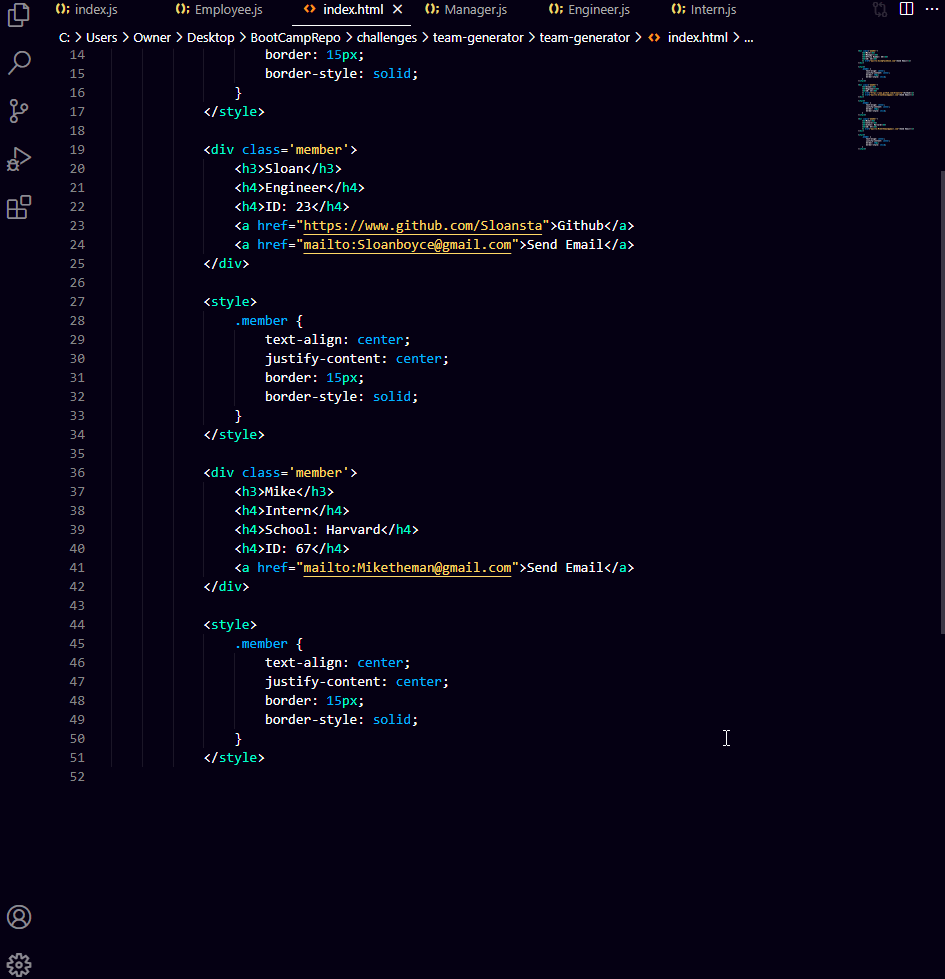 index.js Employee.js index.html Manager.js Engineer.js Intern.js
C: > Users > Owner > Desktop > BootCampRepo > challenges > team-generator > team-generator > index.html > ...
14 border: 15px;
15 border-style: solid;
16 }
17 </style>
18
19 <div class='member'>
20 <h3>Sloan</h3>
21 <h4>Engineer</h4>
22 <h4>ID: 23</h4>
23 <a href="https://www.github.com/Sloansta">Github</a>
24 <a href="mailto:Sloanboyce@gmail.com">Send Email</a>
25 </div>
26
27 <style>
28 .member {
29 text-align: center;
30 justify-content: center;
31 border: 15px;
32 border-style: solid;
33 }
34 </style>
35
36 <div class='member'>
37 <h3>Mike</h3>
38 <h4>Intern</h4>
39 <h4>School: Harvard</h4>
40 <h4>ID: 67</h4>
41 <a href="mailto:Miketheman@gmail.com">Send Email</a>
42 </div>
43
44 <style>
45 .member {
46 text-align: center;
47 justify-content: center;
48 border: 15px;
49 border-style: solid;
50 }
51 </style>
52